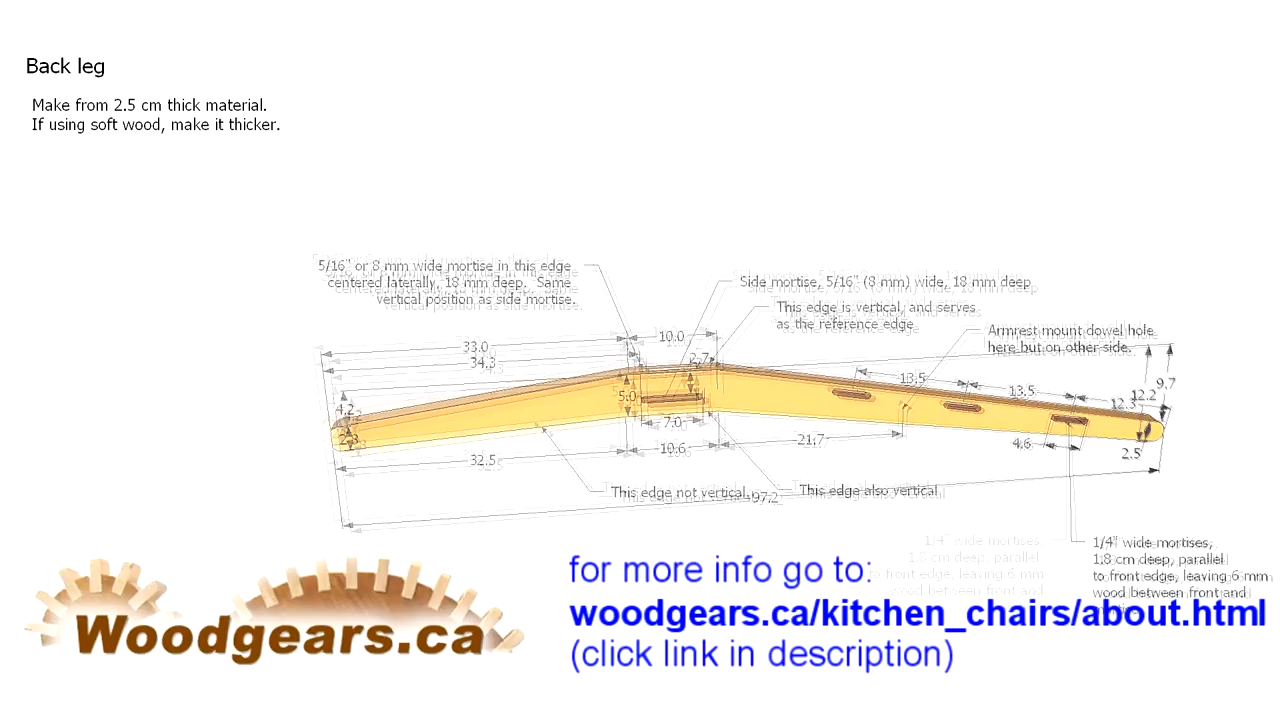 Back leg
Make from 2.5 cm thick material.
If using soft wood, make it thicker.
5/16" or 8 mm wide mortise in this edge
centered laterally, 18 mm deep.  Same
vertical position as side mortise.
Side mortise, 5/16" (8 mm) wide, 18 mm deep
This edge is vertical, and serves
as the reference edge
Armrest mount dowel hole
here but on other side.
33.0
10.0
34.3
2.7
13.5
13.5
12.3
12.2
9.7
4.2
2.3
5.0
7.0
32.5
10.6
21.7
4.6
2.5
This edge not vertical.
97.2
This edge also vertical
1/4" wide mortises,
1.8 cm deep, parallel
to front edge, leaving 6 mm
wood between front and
Woodgears.ca
for more info go to:
woodgears.ca/kitchen_chairs/about.html
(click link in description)